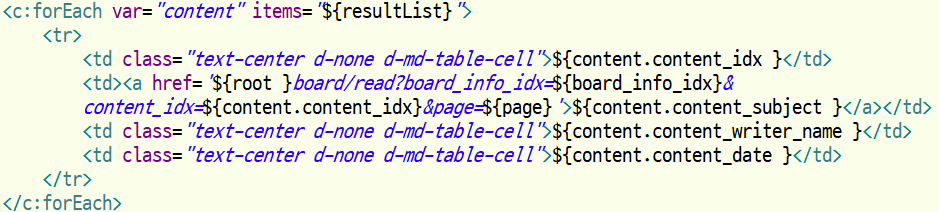 <c:forEach var="content" items="${resultList}">
<tr>
<td class="text-center d-none d-md-table-cell">${content.content_idx }</td>
<td><a href='${root }board/read?board_info_idx=${board_info_idx}&
content_idx=${content.content_idx}&page=${page}'>${content.content_subject }</a></td>
<td class="text-center d-none d-md-table-cell">${content.content_writer_name }</td>
<td class="text-center d-none d-md-table-cell">${content.content_date }</td>
</tr>
</c:forEach>